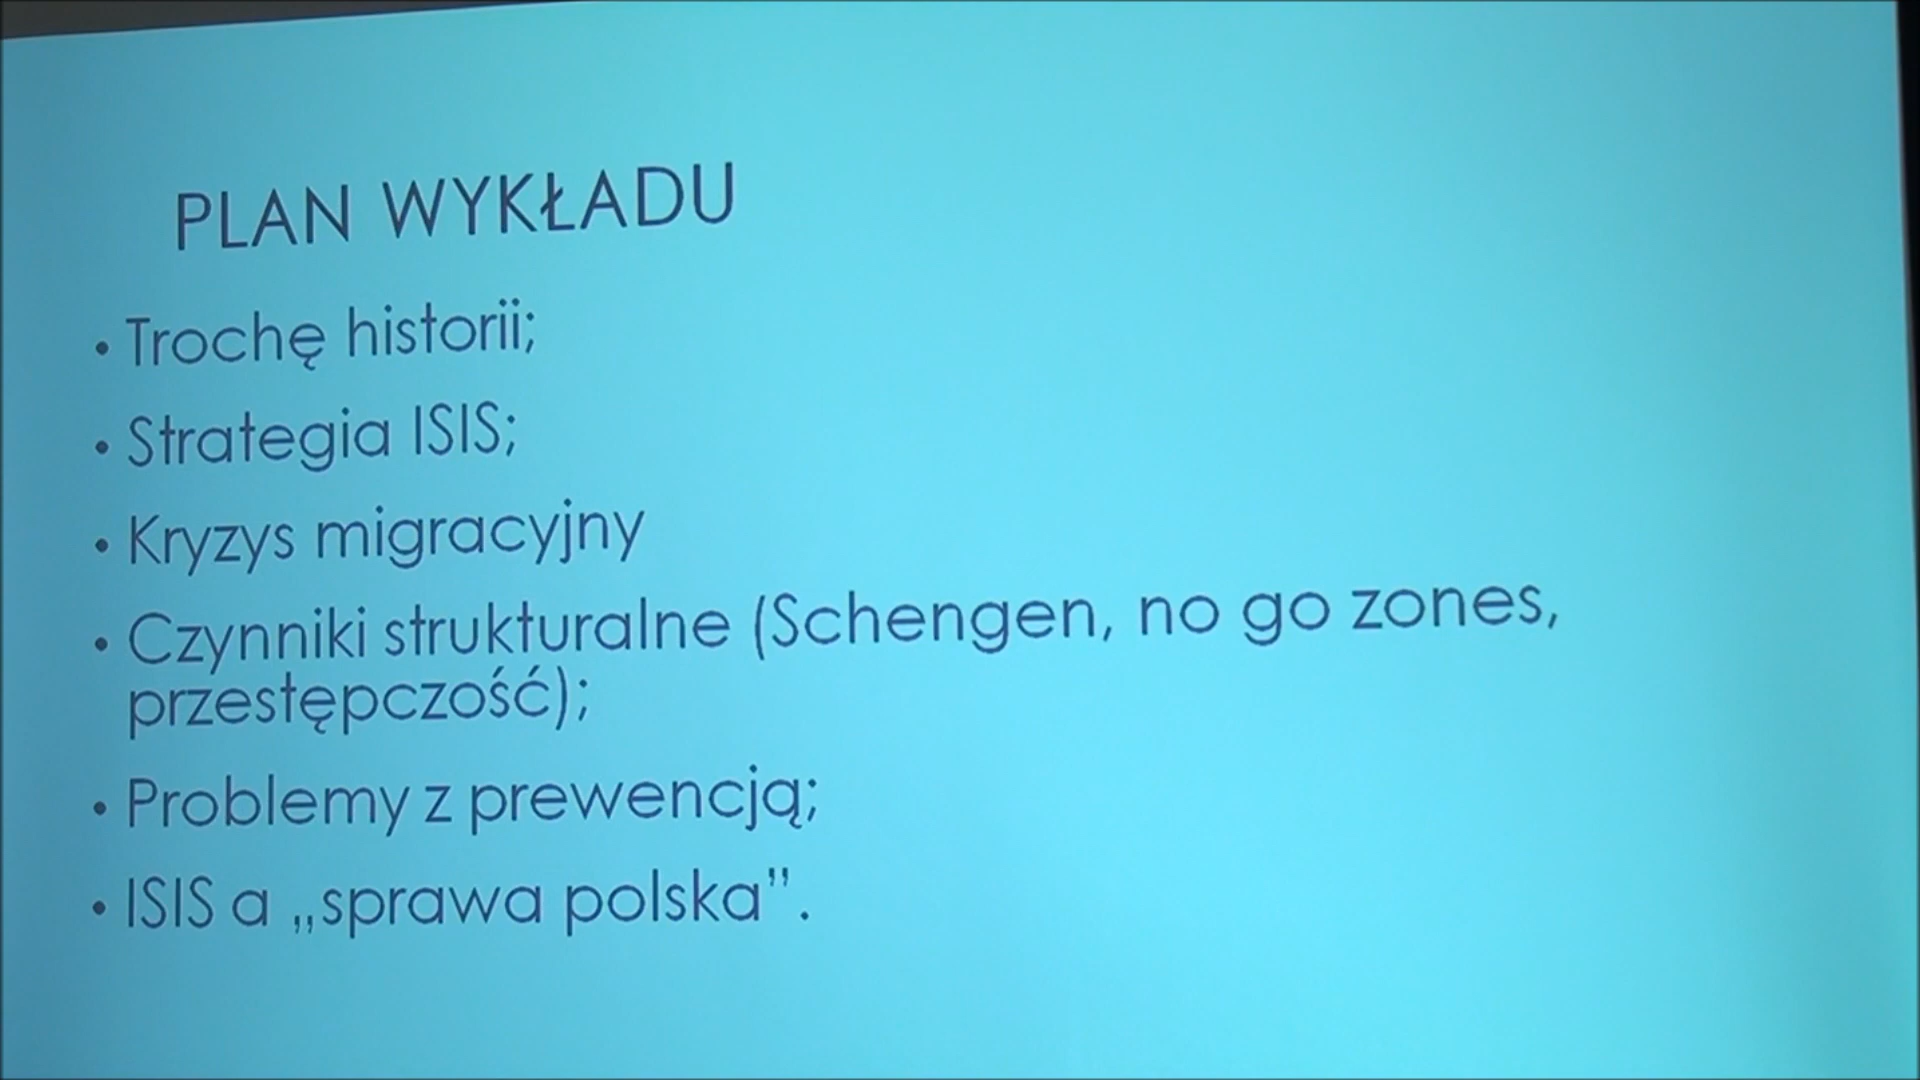 PLAN WYKŁADU
• Trochę historii;
• Strategia ISIS;
• Kryzys migracyjny
• Czynniki strukturalne (Schengen, no go zones,
przestępczość);
• Problemy z prewencją;
• ISIS a „sprawa polska”.